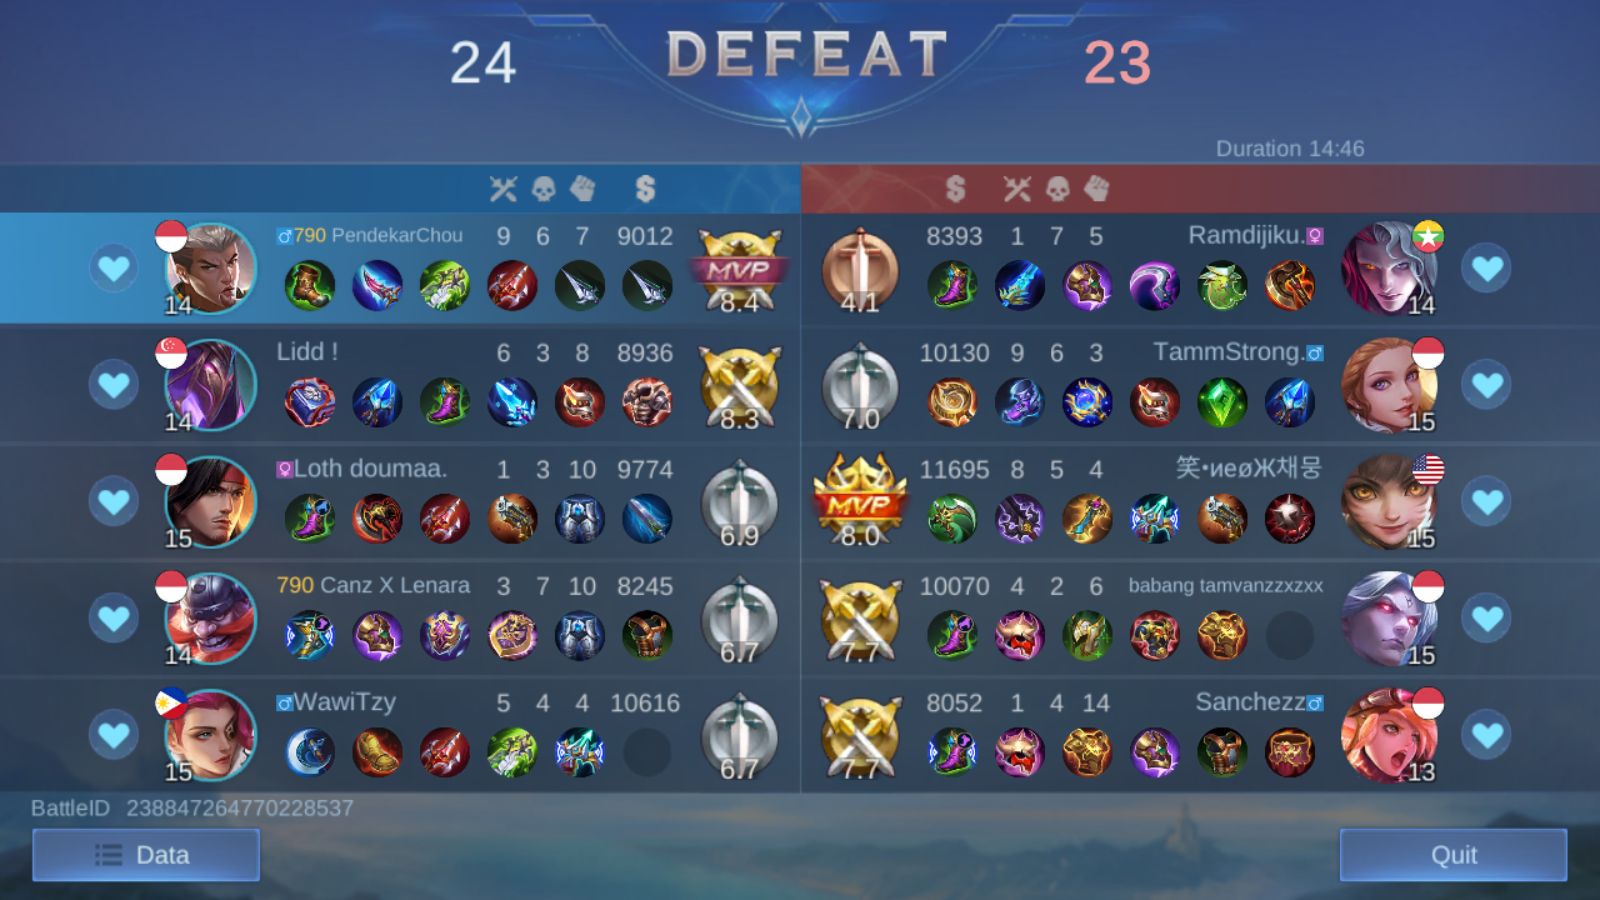 24 DEFEAT 23
Duration 14:46
790 PendekarChou 9 6 7 9012
14 MVP 8.4
4.1 8393 1 7 5 Ramdijiku. 14
Lidd ! 6 3 8 8936
14 8.3
7.0 10130 9 6 3 TammStrong. 15
Loth doumaa. 1 3 10 9774
15 6.9
MVP 8.0 11695 8 5 4 笑•иeøЖ채뭉 15
790 Canz X Lenara 3 7 10 8245
14 6.7
7.7 10070 4 2 6 babang tamvanzzxzxx 15
WawiTzy 5 4 4 10616
15 6.7
7.7 8052 1 4 14 Sanchezz 13
BattleID 238847264770228537
Data
Quit